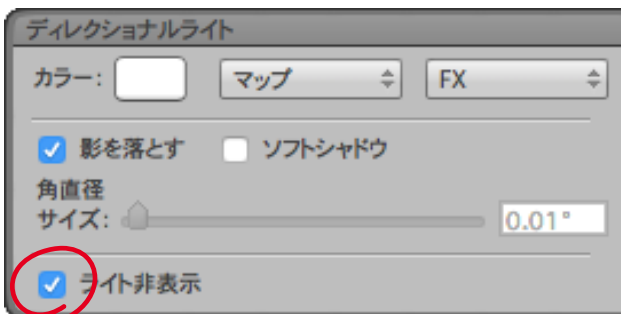 ディレクショナルライト
カラー: マップ FX
影を落とす ソフトシャドウ
角直径
サイズ: 0.01°
ライト非表示